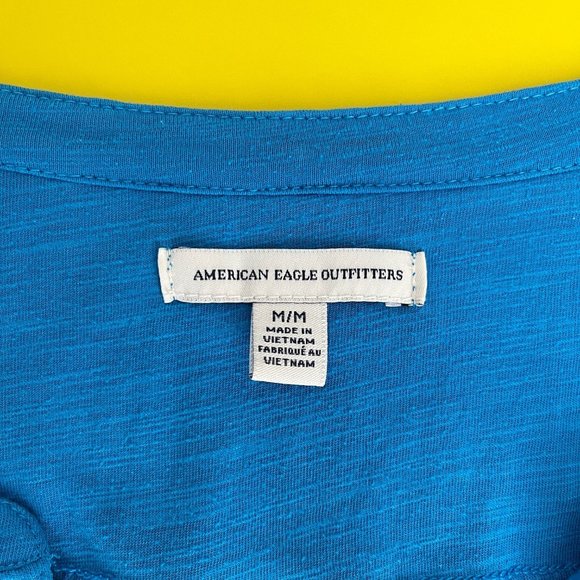 AMERICAN EAGLE OUTFITTERS
M/M
MADE IN
VIETNAM
FABRIQUÉ AU
VIETNAM